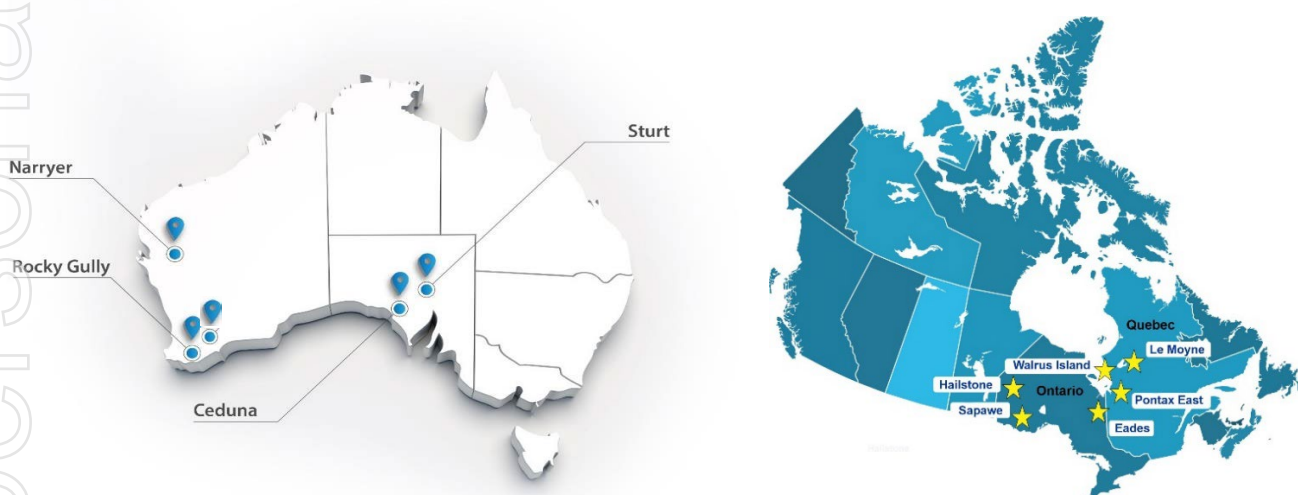 Sturt
Narryer
Rocky Gully
Ceduna
Quebec
Le Moyne
Walrus Island
Hailstone
Ontario
Pontax East
Sapawe
Eades